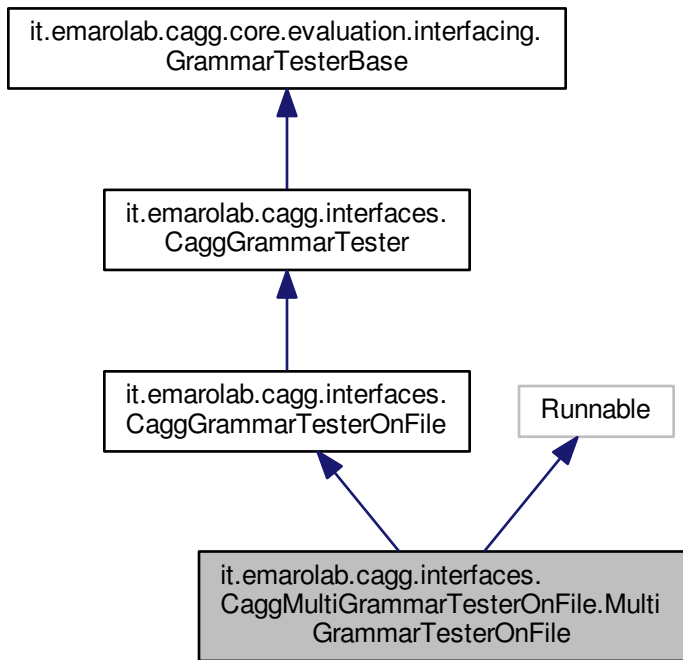 it.emarolab.cagg.core.evaluation.interfacing.
GrammarTesterBase
it.emarolab.cagg.interfaces.
CaggGrammarTester
it.emarolab.cagg.interfaces.
CaggGrammarTesterOnFile
Runnable
it.emarolab.cagg.interfaces.
CaggMultiGrammarTesterOnFile.Multi
GrammarTesterOnFile